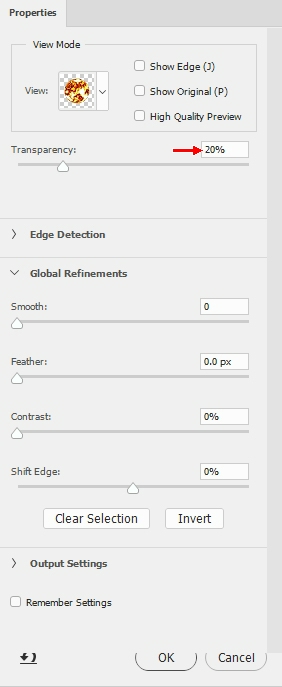 Properties
View Mode
View:
Show Edge (J)
Show Original (P)
High Quality Preview
Transparency: 20%
Edge Detection
Global Refinements
Smooth: 0
Feather: 0.0 px
Contrast: 0%
Shift Edge: 0%
Clear Selection Invert
Output Settings
Remember Settings
OK Cancel